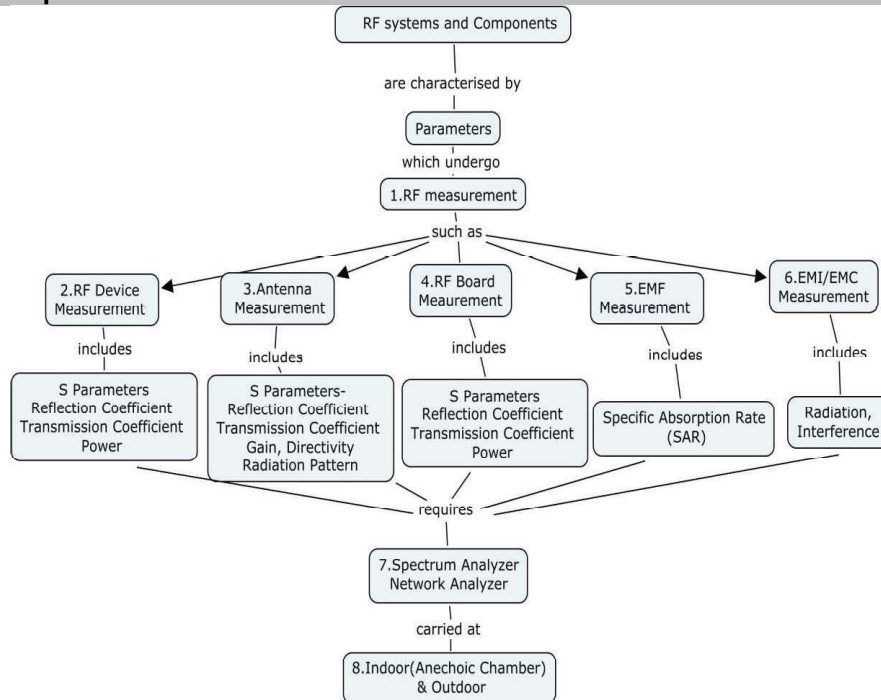 RF systems and Components
are characterised by
Parameters
which undergo
1.RF measurement
such as
2.RF Device
Measurement
3.Antenna
Measurement
4.RF Board
Meaurement
5.EMF
Measurement
6.EMI/EMC
Measurement
includes
includes
includes
includes
includes
S Parameters
Reflection Coefficient
Transmission Coefficient
Power
S Parameters-
Reflection Coefficient
Transmission Coefficient
Gain, Directivity
Radiation Pattern
S Parameters
Reflection Coefficient
Transmission Coefficient
Power
Specific Absorption Rate
(SAR)
Radiation,
Interference
requires
7.Spectrum Analyzer
Network Analyzer
carried at
8.Indoor(Anechoic Chamber)
& Outdoor